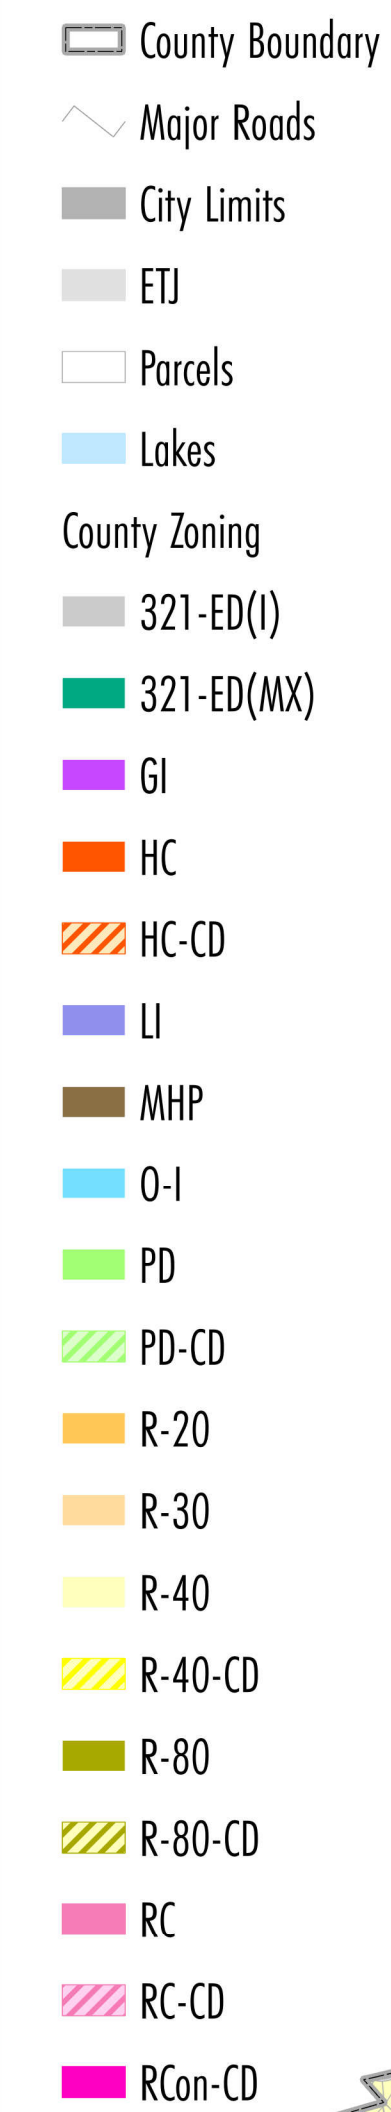 County Boundary
Major Roads
City Limits
ETJ
Parcels
Lakes
County Zoning
321-ED(I)
321-ED(MX)
GI
HC
HC-CD
LI
MHP
O-I
PD
PD-CD
R-20
R-30
R-40
R-40-CD
R-80
R-80-CD
RC
RC-CD
RCon-CD